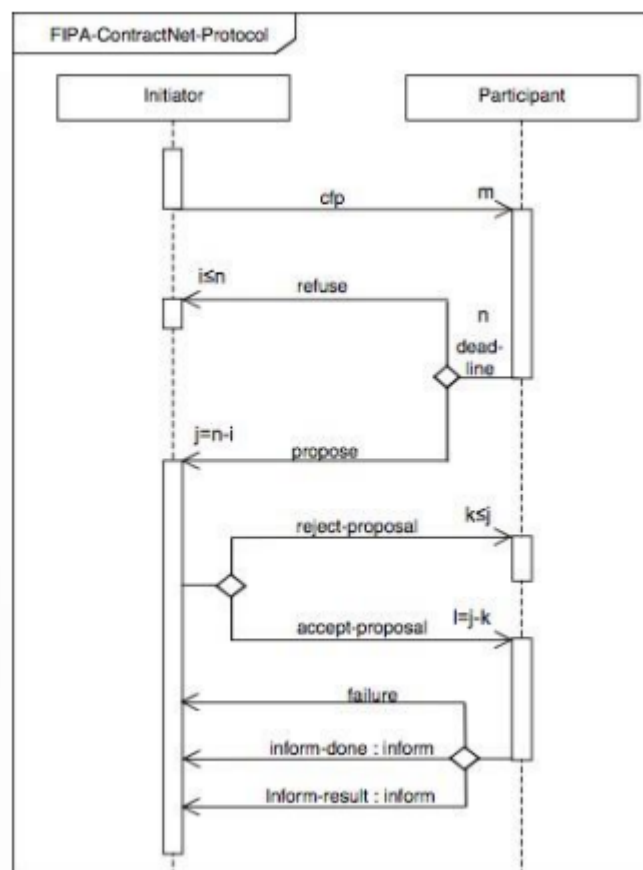 FIPA-ContractNet-Protocol
Initiator
Participant
cfp
m
i≤n
refuse
n
dead-
line
j=n-i
propose
reject-proposal
k≤j
accept-proposal
l=j-k
failure
inform-done : inform
Inform-result : inform